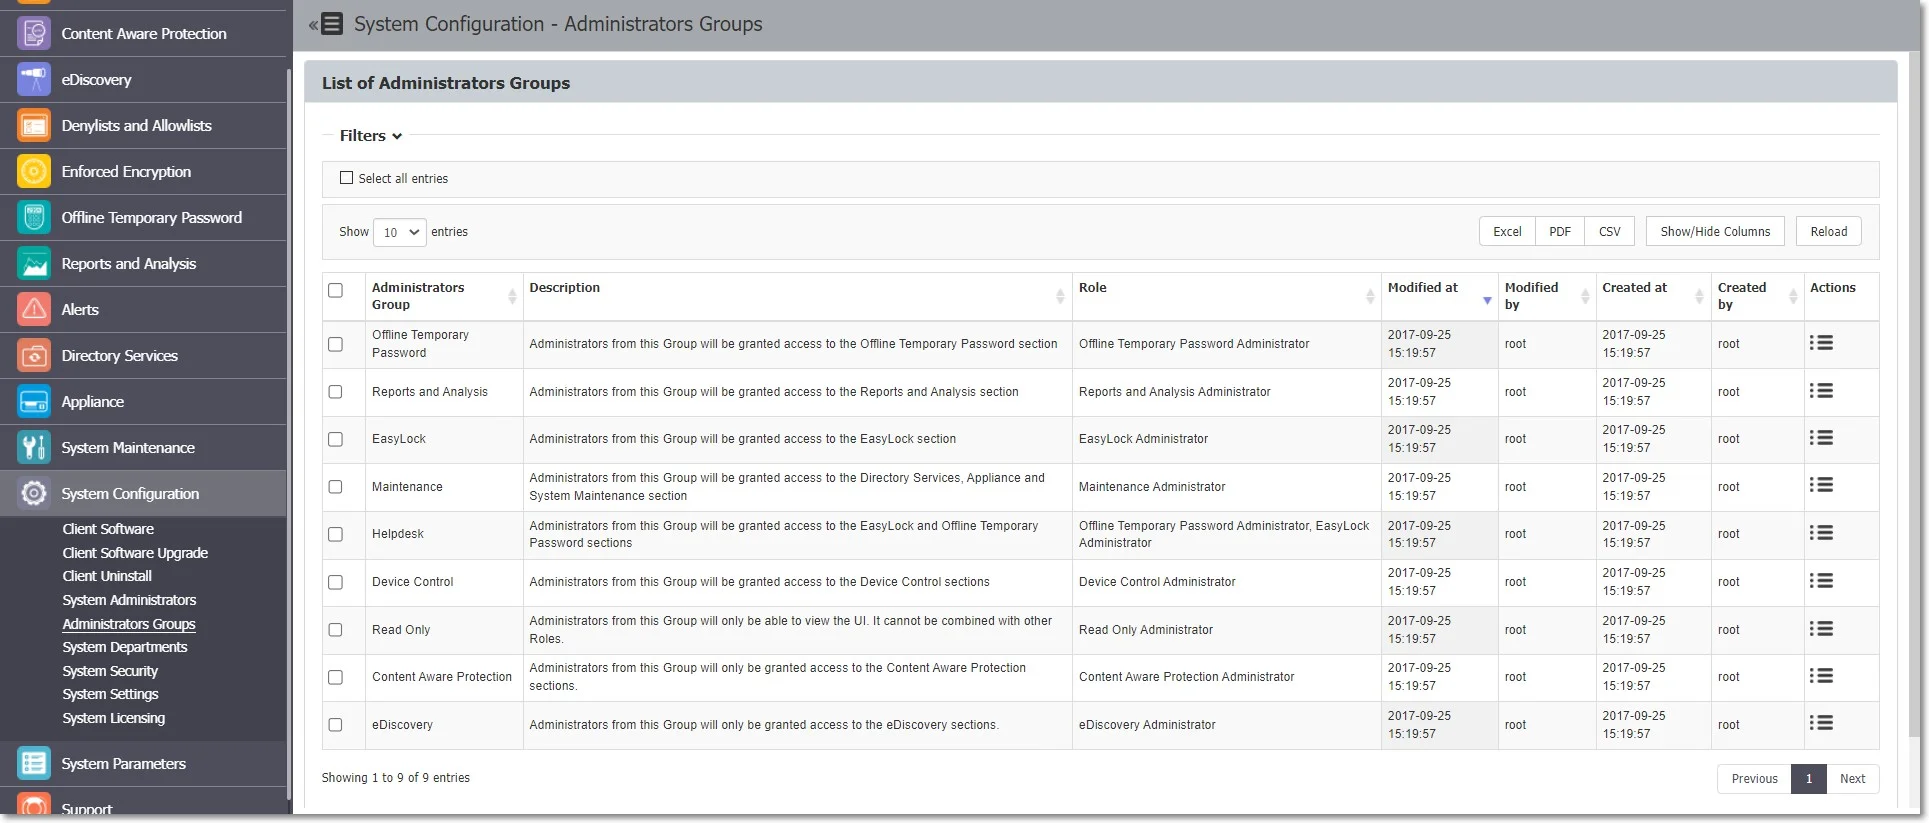 Content Aware Protection
eDiscovery
Denylists and Allowlists
Enforced Encryption
Offline Temporary Password
Reports and Analysis
Alerts
Directory Services
Appliance
System Maintenance
System Configuration
Client Software
Client Software Upgrade
Client Uninstall
System Administrators
Administrators Groups
System Departments
System Security
System Settings
System Licensing
System Parameters
Support
« System Configuration - Administrators Groups
List of Administrators Groups
Filters
Select all entries
Show 10 entries
Excel PDF CSV Show/Hide Columns Reload
Administrators Group Description Role Modified at Modified by Created at Created by Actions
Offline Temporary Password Administrators from this Group will be granted access to the Offline Temporary Password section Offline Temporary Password Administrator 2017-09-25 15:19:57 root 2017-09-25 15:19:57 root
Reports and Analysis Administrators from this Group will be granted access to the Reports and Analysis section Reports and Analysis Administrator 2017-09-25 15:19:57 root 2017-09-25 15:19:57 root
EasyLock Administrators from this Group will be granted access to the EasyLock section EasyLock Administrator 2017-09-25 15:19:57 root 2017-09-25 15:19:57 root
Maintenance Administrators from this Group will be granted access to the Directory Services, Appliance and System Maintenance section Maintenance Administrator 2017-09-25 15:19:57 root 2017-09-25 15:19:57 root
Helpdesk Administrators from this Group will be granted access to the EasyLock and Offline Temporary Password sections Offline Temporary Password Administrator, EasyLock Administrator 2017-09-25 15:19:57 root 2017-09-25 15:19:57 root
Device Control Administrators from this Group will be granted access to the Device Control sections Device Control Administrator 2017-09-25 15:19:57 root 2017-09-25 15:19:57 root
Read Only Administrators from this Group will only be able to view the UI. It cannot be combined with other Roles. Read Only Administrator 2017-09-25 15:19:57 root 2017-09-25 15:19:57 root
Content Aware Protection Administrators from this Group will only be granted access to the Content Aware Protection sections. Content Aware Protection Administrator 2017-09-25 15:19:57 root 2017-09-25 15:19:57 root
eDiscovery Administrators from this Group will only be granted access to the eDiscovery sections. eDiscovery Administrator 2017-09-25 15:19:57 root 2017-09-25 15:19:57 root
Showing 1 to 9 of 9 entries
Previous 1 Next